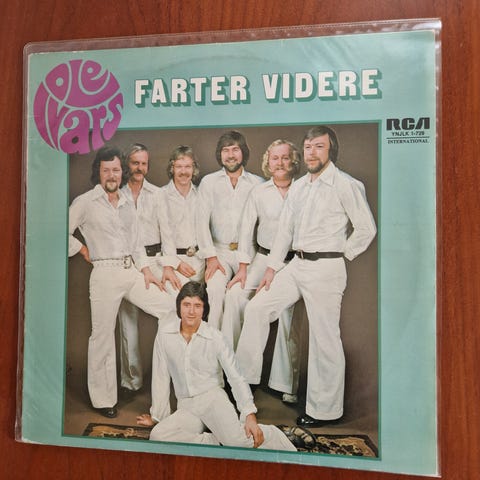 Ole
Ivars
FARTER VIDERE
RCA
YNJLK 1-729
INTERNATIONAL